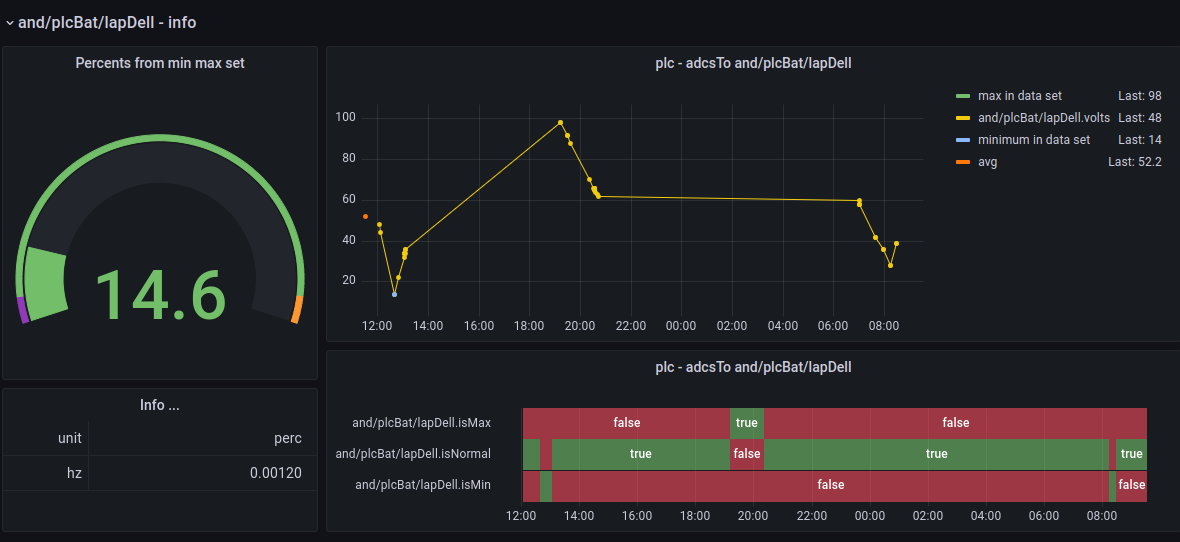 and/plcBat/lapDell - info
Percents from min max set
14.6
Info ...
unit perc
hz 0.00120
plc - adcsTo and/plcBat/lapDell
100
80
60
40
20
12:00 14:00 16:00 18:00 20:00 22:00 00:00 02:00 04:00 06:00 08:00
max in data set Last: 98
and/plcBat/lapDell.volts Last: 48
minimum in data set Last: 14
avg Last: 52.2
plc - adcsTo and/plcBat/lapDell
and/plcBat/lapDell.isMax false true false
and/plcBat/lapDell.isNormal true false true true
and/plcBat/lapDell.isMin false false
12:00 14:00 16:00 18:00 20:00 22:00 00:00 02:00 04:00 06:00 08:00